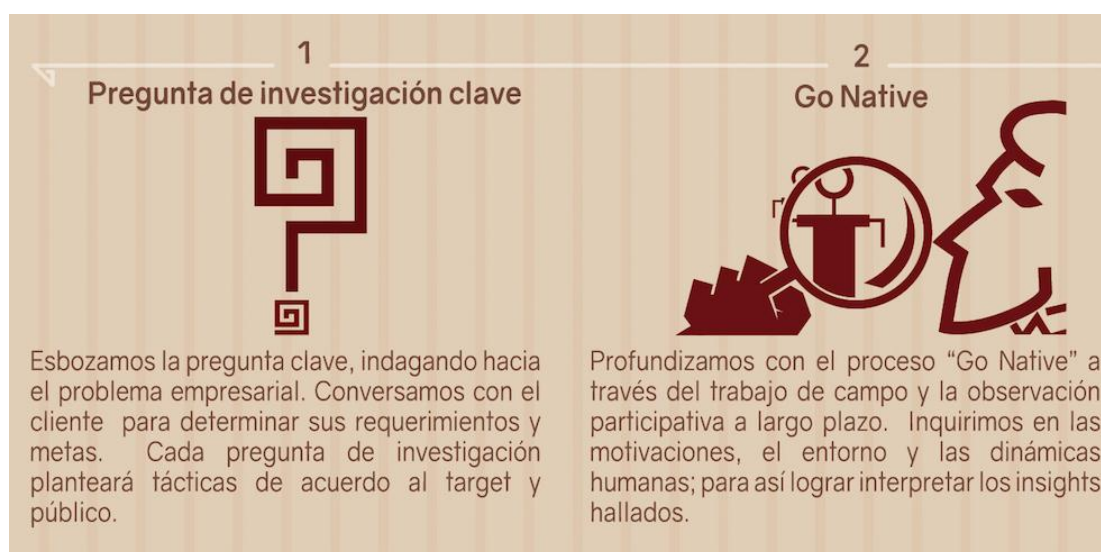 1
Pregunta de investigación clave
Esbozamos la pregunta clave, indagando hacia
el problema empresarial. Conversamos con el
cliente para determinar sus requerimientos y
metas. Cada pregunta de investigación
planteará tácticas de acuerdo al target y
público.
2
Go Native
Profundizamos con el proceso “Go Native” a
través del trabajo de campo y la observación
participativa a largo plazo. Inquirimos en las
motivaciones, el entorno y las dinámicas
humanas; para así lograr interpretar los insights
hallados.